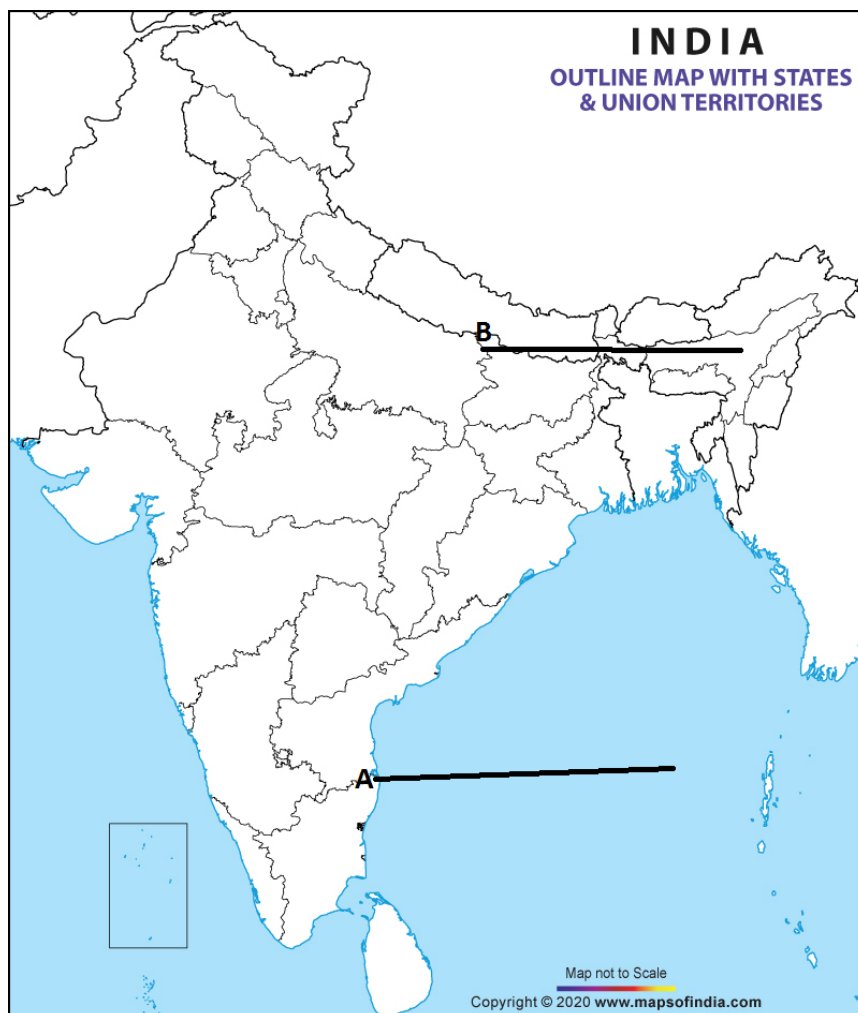 INDIA
OUTLINE MAP WITH STATES
& UNION TERRITORIES
B
A
Map not to Scale
Copyright © 2020 www.mapsofindia.com